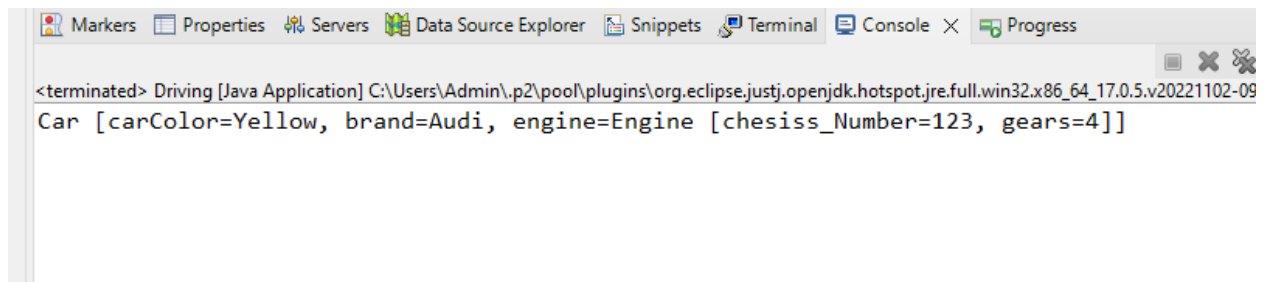 Markers Properties Servers Data Source Explorer Snippets Terminal Console Progress
<terminated> Driving [Java Application] C:\Users\Admin\.p2\pool\plugins\org.eclipse.justj.openjdk.hotspot.jre.full.win32.x86_64_17.0.5.v20221102-09
Car [carColor=Yellow, brand=Audi, engine=Engine [chesiss_Number=123, gears=4]]